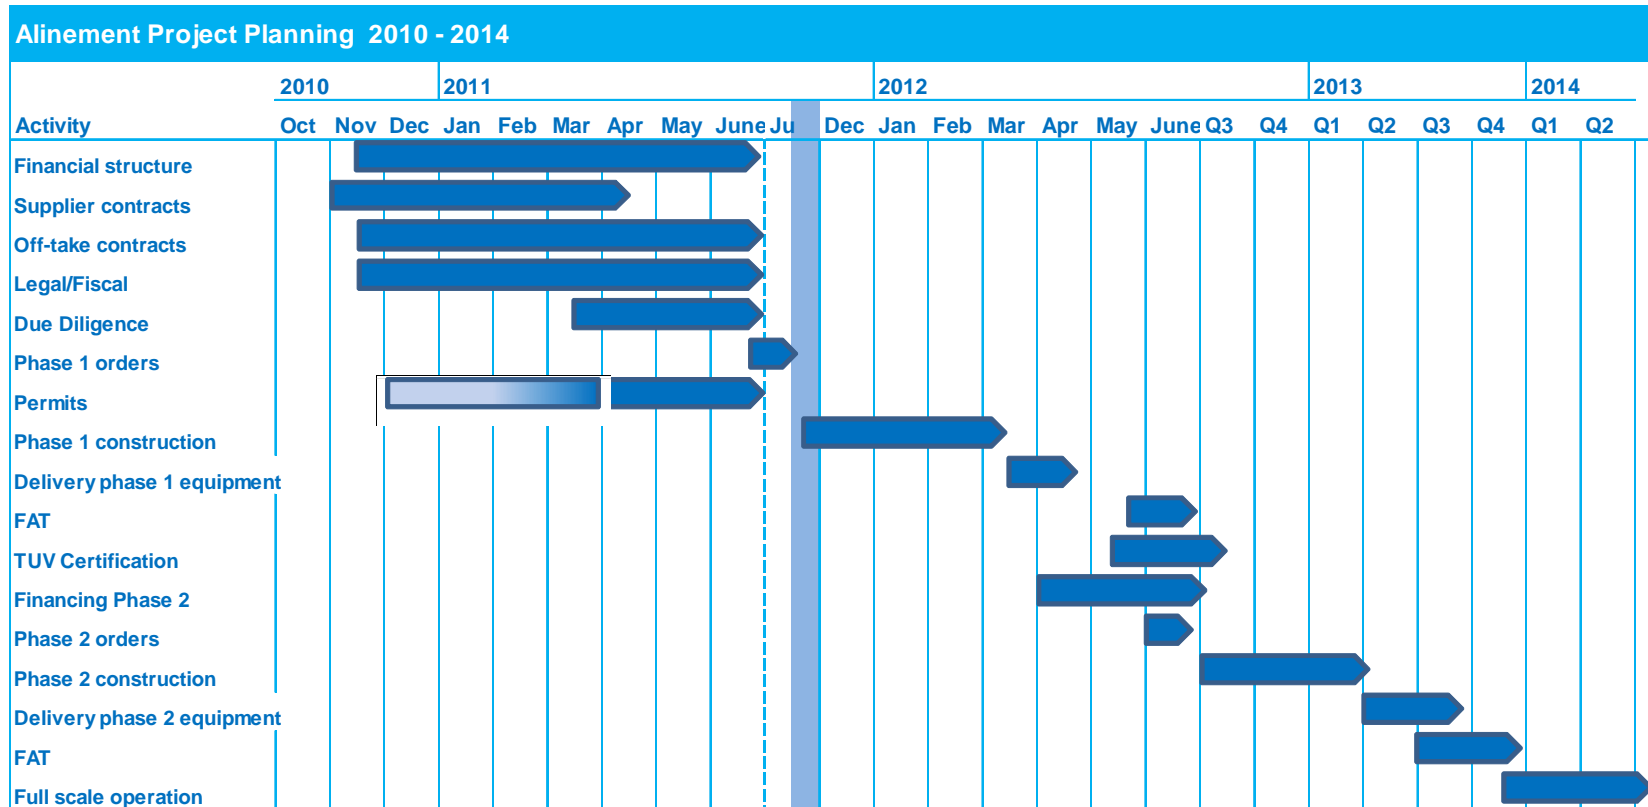 Alinement Project Planning 2010 - 2014
2010 2011 2012 2013 2014
Activity Oct Nov Dec Jan Feb Mar Apr May June Ju Dec Jan Feb Mar Apr May June Q3 Q4 Q1 Q2 Q3 Q4 Q1 Q2
Financial structure
Supplier contracts
Off-take contracts
Legal/Fiscal
Due Diligence
Phase 1 orders
Permits
Phase 1 construction
Delivery phase 1 equipment
FAT
TUV Certification
Financing Phase 2
Phase 2 orders
Phase 2 construction
Delivery phase 2 equipment
FAT
Full scale operation